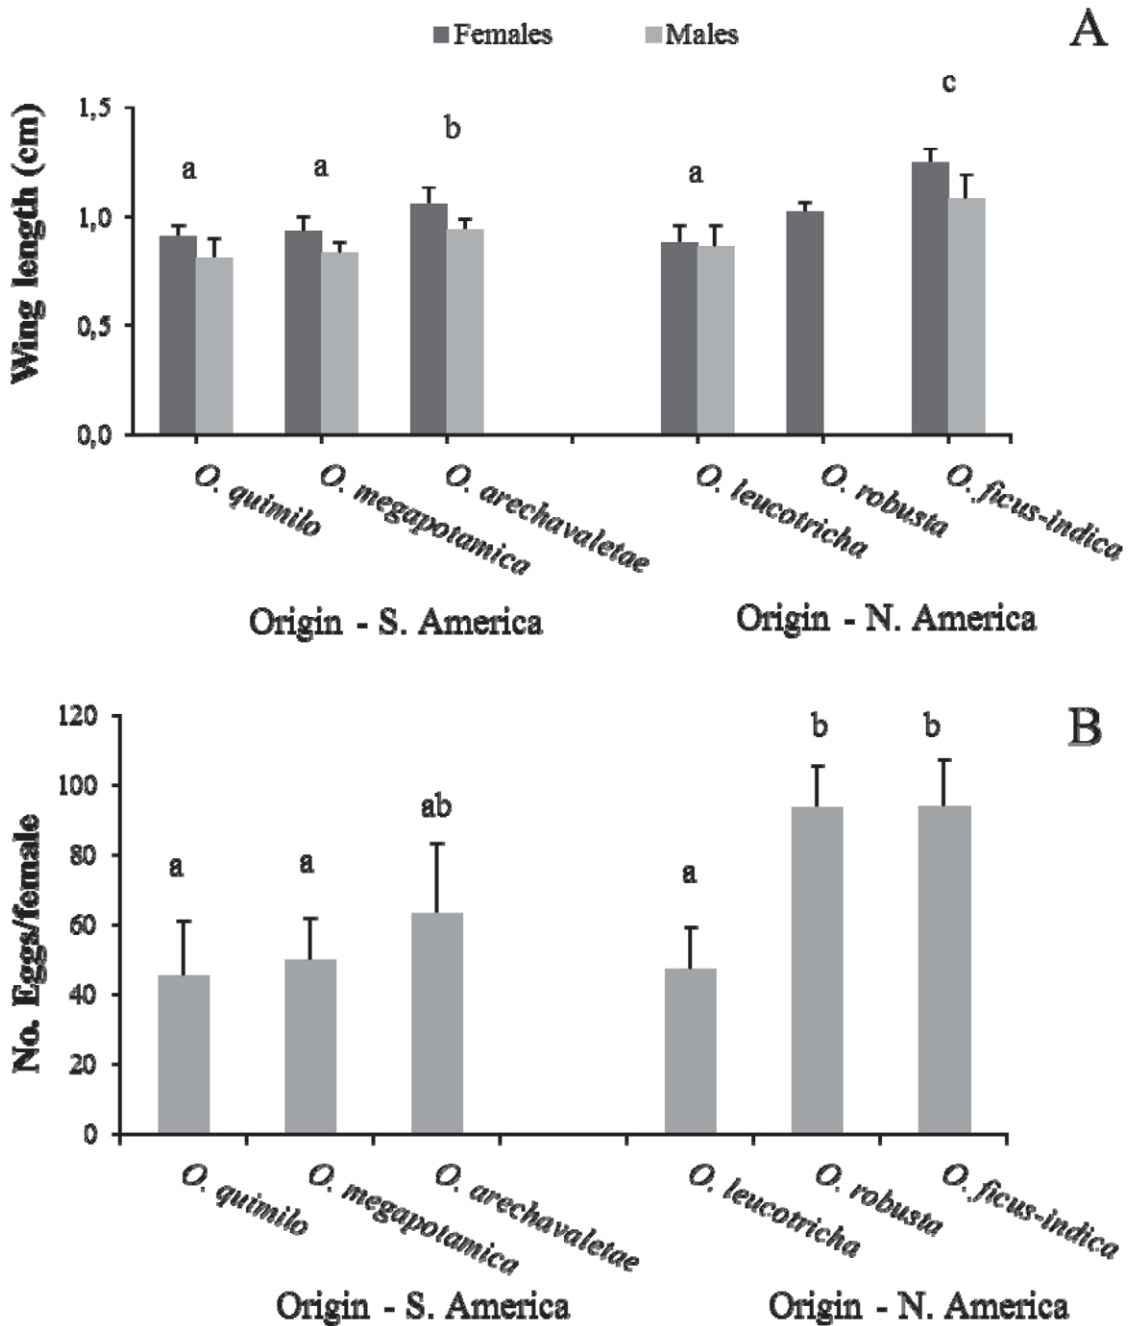 Females Males A
Wing length (cm)
1,5
1,0
0,5
0,0
a a b a c
O. quimilo
O. megapotamica
O. arechavaletae
O. leucotricha
O. robusta
O. ficus-indica
Origin - S. America Origin - N. America
B
No. Eggs/female
120
100
80
60
40
20
0
a a ab a b b
O. quimilo
O. megapotamica
O. arechavaletae
O. leucotricha
O. robusta
O. ficus-indica
Origin - S. America Origin - N. America